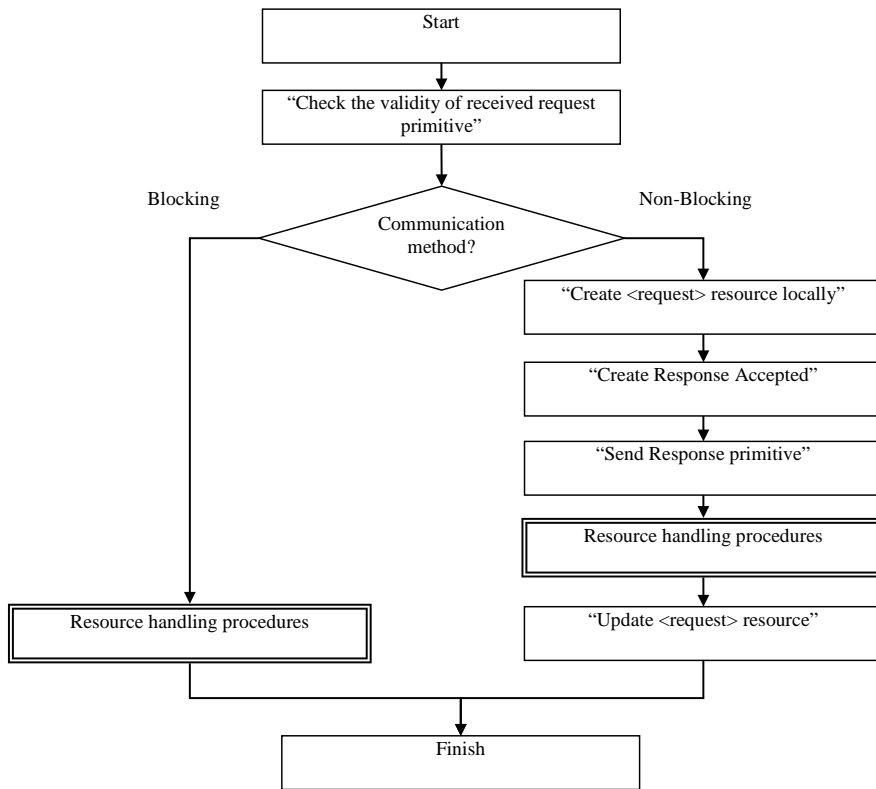 Start
“Check the validity of received request
primitive”
Blocking
Non-Blocking
Communication
method?
“Create <request> resource locally”
“Create Response Accepted”
“Send Response primitive”
Resource handling procedures
Resource handling procedures
“Update <request> resource”
Finish